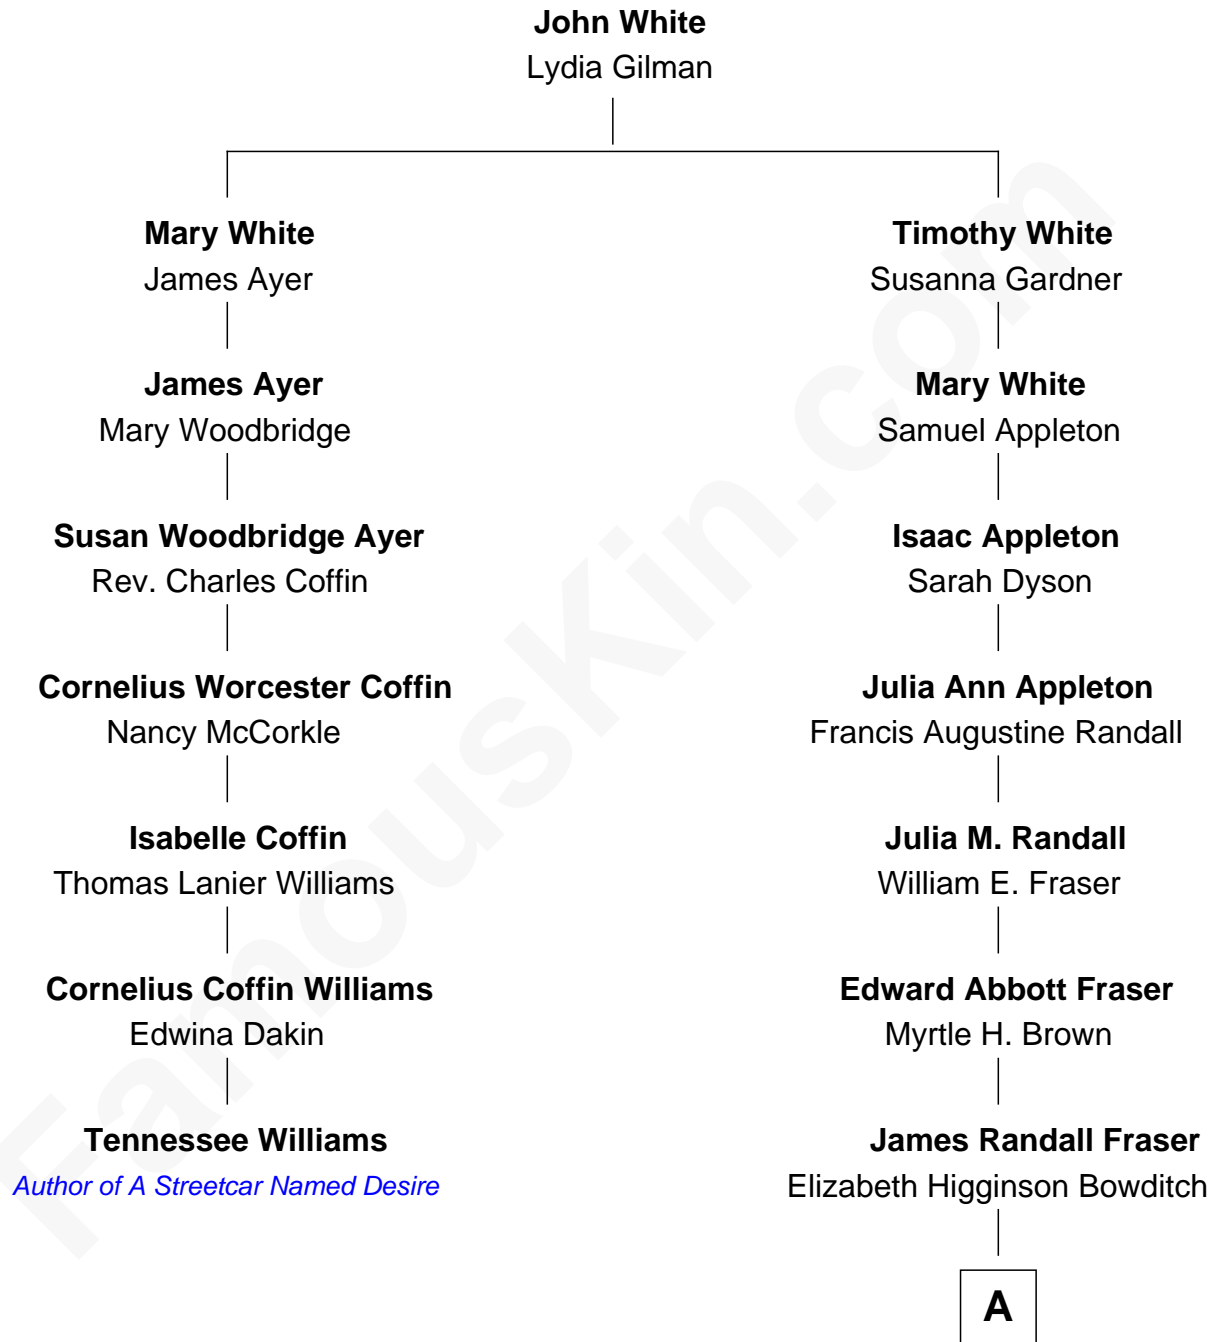 John White
Lydia Gilman
Mary White
James Ayer
Timothy White
Susanna Gardner
James Ayer
Mary Woodbridge
Mary White
Samuel Appleton
Susan Woodbridge Ayer
Rev. Charles Coffin
Isaac Appleton
Sarah Dyson
Cornelius Worcester Coffin
Nancy McCorkle
Julia Ann Appleton
Francis Augustine Randall
Isabelle Coffin
Thomas Lanier Williams
Julia M. Randall
William E. Fraser
Cornelius Coffin Williams
Edwina Dakin
Edward Abbott Fraser
Myrtle H. Brown
Tennessee Williams
Author of A Streetcar Named Desire
James Randall Fraser
Elizabeth Higginson Bowditch
A
FamousKin.com